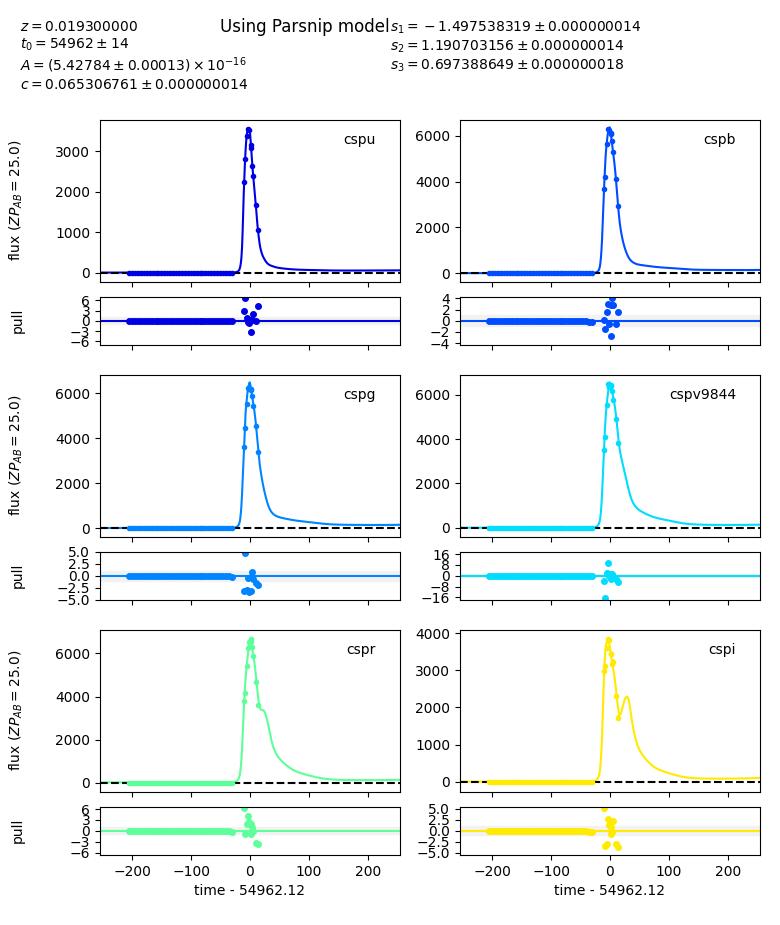 Using Parsnip model
z = 0.019300000
t₀ = 54962 ± 14
A = (5.42784 ± 0.00013) × 10⁻¹⁶
c = 0.065306761 ± 0.000000014
s₁ = −1.497538319 ± 0.000000014
s₂ = 1.190703156 ± 0.000000014
s₃ = 0.697388649 ± 0.000000018
flux (ZP_AB = 25.0)
3000
2000
1000
0
cspu
6000
4000
2000
0
cspb
pull
6
3
0
−3
−6
4
2
0
−2
−4
flux (ZP_AB = 25.0)
6000
4000
2000
0
cspg
6000
4000
2000
0
cspv9844
pull
5.0
2.5
0.0
−2.5
−5.0
16
8
0
−8
−16
flux (ZP_AB = 25.0)
6000
4000
2000
0
cspr
4000
3000
2000
1000
0
cspi
pull
6
3
0
−3
−6
5.0
2.5
0.0
−2.5
−5.0
−200 −100 0 100 200
time - 54962.12
−200 −100 0 100 200
time - 54962.12